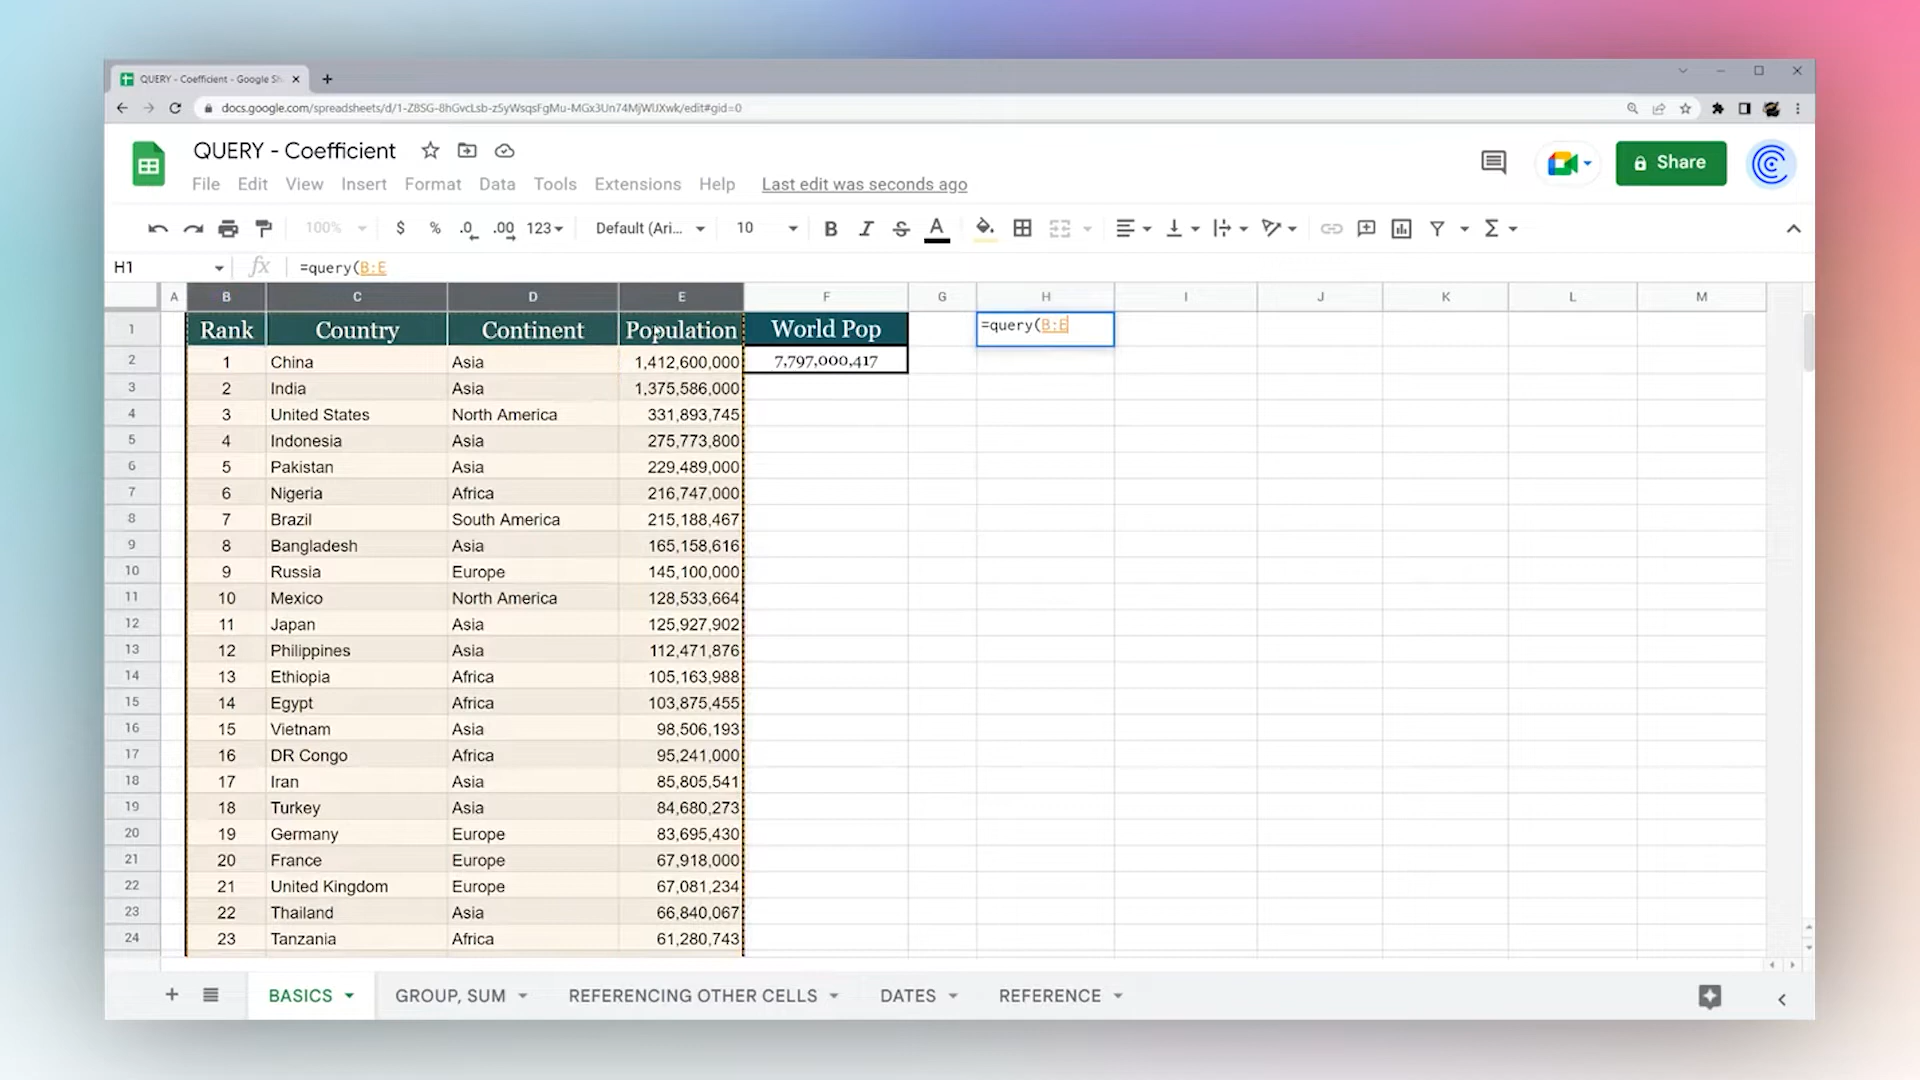 QUERY - Coefficient - Google Sh
docs.google.com/spreadsheets/d/1-Z8SG-8hGvcLsb-z5yWsqsFgMu-MGx3Un74MjWIJXwk/edit#gid=0
QUERY - Coefficient
Share
File Edit View Insert Format Data Tools Extensions Help Last edit was seconds ago
100% $ % .0 .00 123 Default (Ari... 10 B I S A Σ
H1 fx =query(B:E
A B C D E F G H I J K L M
1 Rank Country Continent Population World Pop =query(B:E
2 1 China Asia 1,412,600,000 7,797,000,417
3 2 India Asia 1,375,586,000
4 3 United States North America 331,893,745
5 4 Indonesia Asia 275,773,800
6 5 Pakistan Asia 229,489,000
7 6 Nigeria Africa 216,747,000
8 7 Brazil South America 215,188,467
9 8 Bangladesh Asia 165,158,616
10 9 Russia Europe 145,100,000
11 10 Mexico North America 128,533,664
12 11 Japan Asia 125,927,902
13 12 Philippines Asia 112,471,876
14 13 Ethiopia Africa 105,163,988
15 14 Egypt Africa 103,875,455
16 15 Vietnam Asia 98,506,193
17 16 DR Congo Africa 95,241,000
18 17 Iran Asia 85,805,541
19 18 Turkey Asia 84,680,273
20 19 Germany Europe 83,695,430
21 20 France Europe 67,918,000
22 21 United Kingdom Europe 67,081,234
23 22 Thailand Asia 66,840,067
24 23 Tanzania Africa 61,280,743
BASICS GROUP, SUM REFERENCING OTHER CELLS DATES REFERENCE